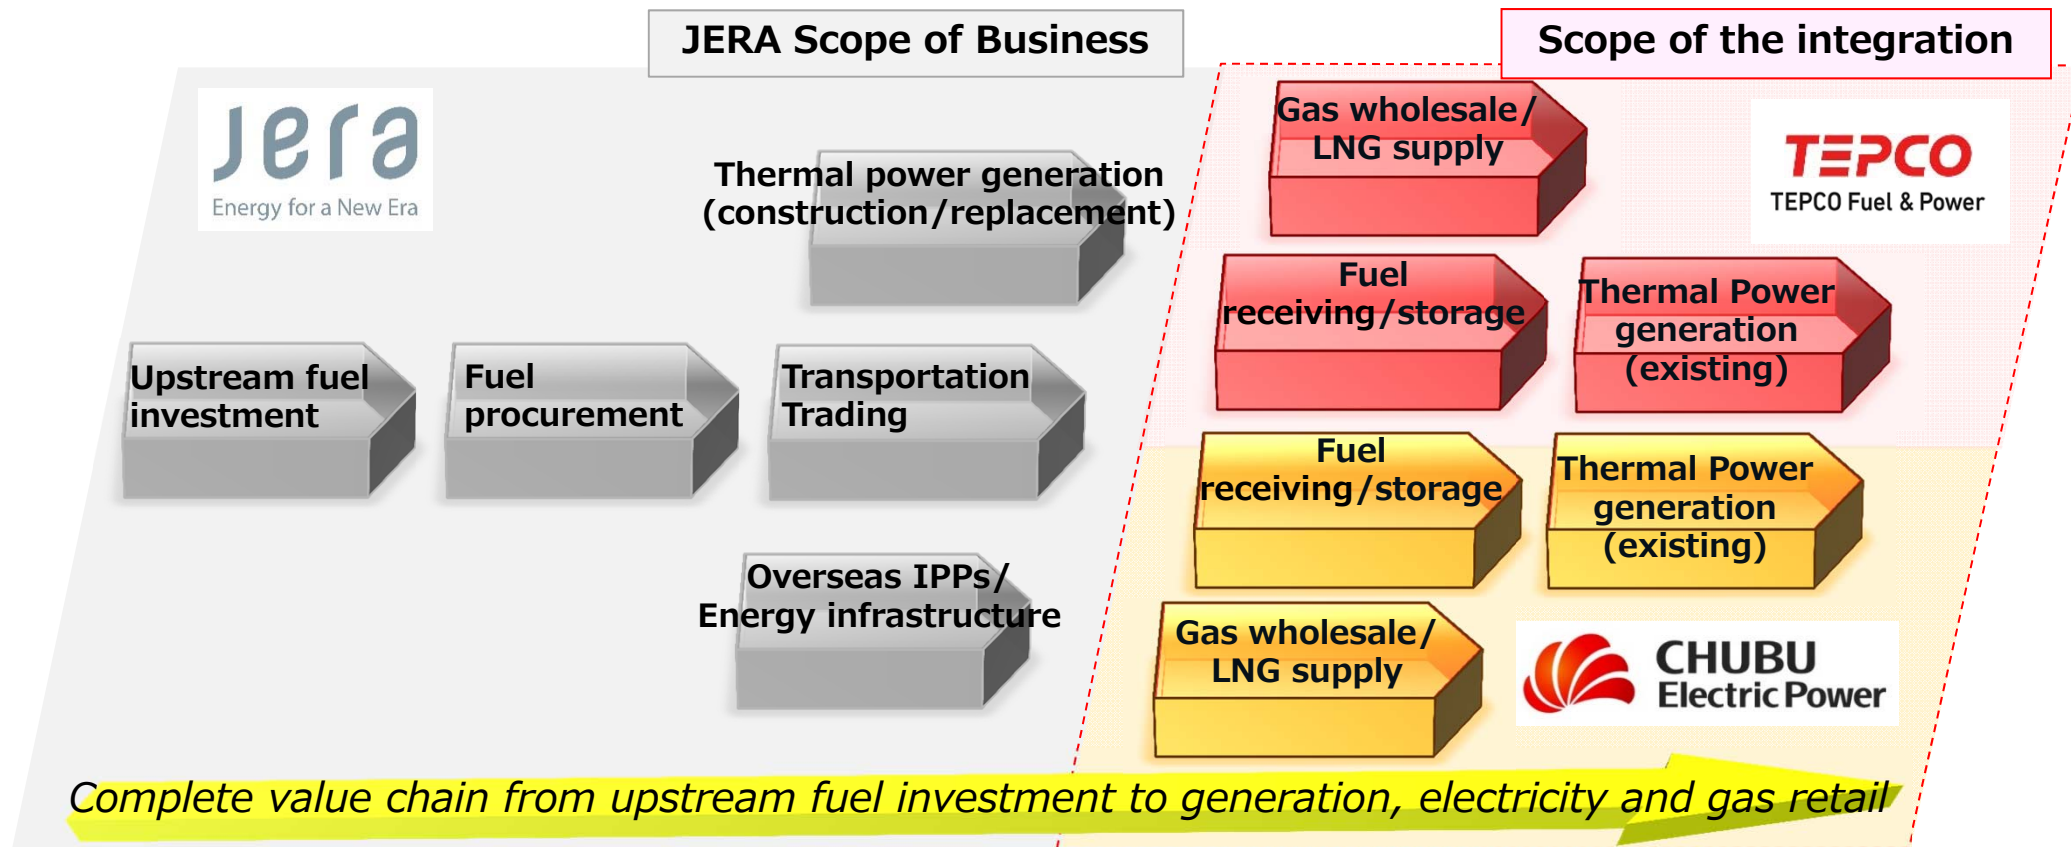 JERA Scope of Business
Scope of the integration
Jera
Energy for a New Era
Thermal power generation
(construction/replacement)
Upstream fuel
investment
Fuel
procurement
Transportation
Trading
Overseas IPPs/
Energy infrastructure
Gas wholesale/
LNG supply
TEPCO
TEPCO Fuel & Power
Fuel
receiving/storage
Thermal Power
generation
(existing)
Fuel
receiving/storage
Thermal Power
generation
(existing)
Gas wholesale/
LNG supply
CHUBU
Electric Power
Complete value chain from upstream fuel investment to generation, electricity and gas retail